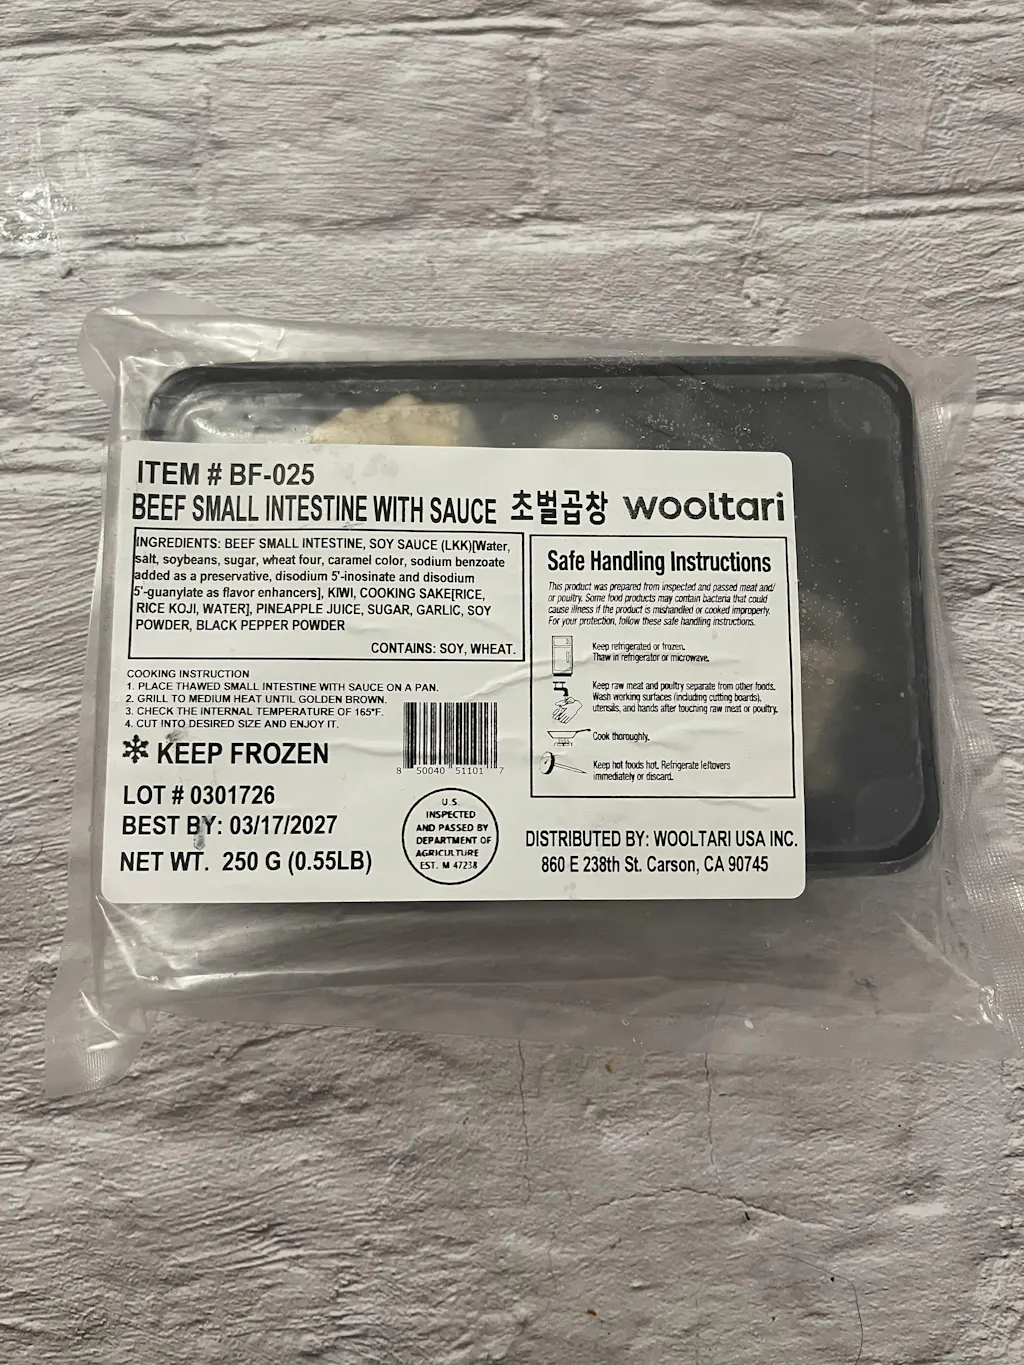 ITEM # BF-025
BEEF SMALL INTESTINE WITH SAUCE 초벌곱창 wooltari
INGREDIENTS: BEEF SMALL INTESTINE, SOY SAUCE (LKK)[Water,
salt, soybeans, sugar, wheat four, caramel color, sodium benzoate
added as a preservative, disodium 5'-inosinate and disodium
5'-guanylate as flavor enhancers], KIWI, COOKING SAKE[RICE,
RICE KOJI, WATER], PINEAPPLE JUICE, SUGAR, GARLIC, SOY
POWDER, BLACK PEPPER POWDER
CONTAINS: SOY, WHEAT.
COOKING INSTRUCTION
1. PLACE THAWED SMALL INTESTINE WITH SAUCE ON A PAN.
2. GRILL TO MEDIUM HEAT UNTIL GOLDEN BROWN.
3. CHECK THE INTERNAL TEMPERATURE OF 165°F.
4. CUT INTO DESIRED SIZE AND ENJOY IT.
KEEP FROZEN
8 50040 51101 7
LOT # 0301726
BEST BY: 03/17/2027
NET WT. 250 G (0.55LB)
U.S.
INSPECTED
AND PASSED BY
DEPARTMENT OF
AGRICULTURE
EST. M 47238
Safe Handling Instructions
This product was prepared from inspected and passed meat and/
or poultry. Some food products may contain bacteria that could
cause illness if the product is mishandled or cooked improperly.
For your protection, follow these safe handling instructions.
Keep refrigerated or frozen.
Thaw in refrigerator or microwave.
Keep raw meat and poultry separate from other foods.
Wash working surfaces (including cutting boards),
utensils, and hands after touching raw meat or poultry.
Cook thoroughly.
Keep hot foods hot. Refrigerate leftovers
immediately or discard.
DISTRIBUTED BY: WOOLTARI USA INC.
860 E 238th St. Carson, CA 90745